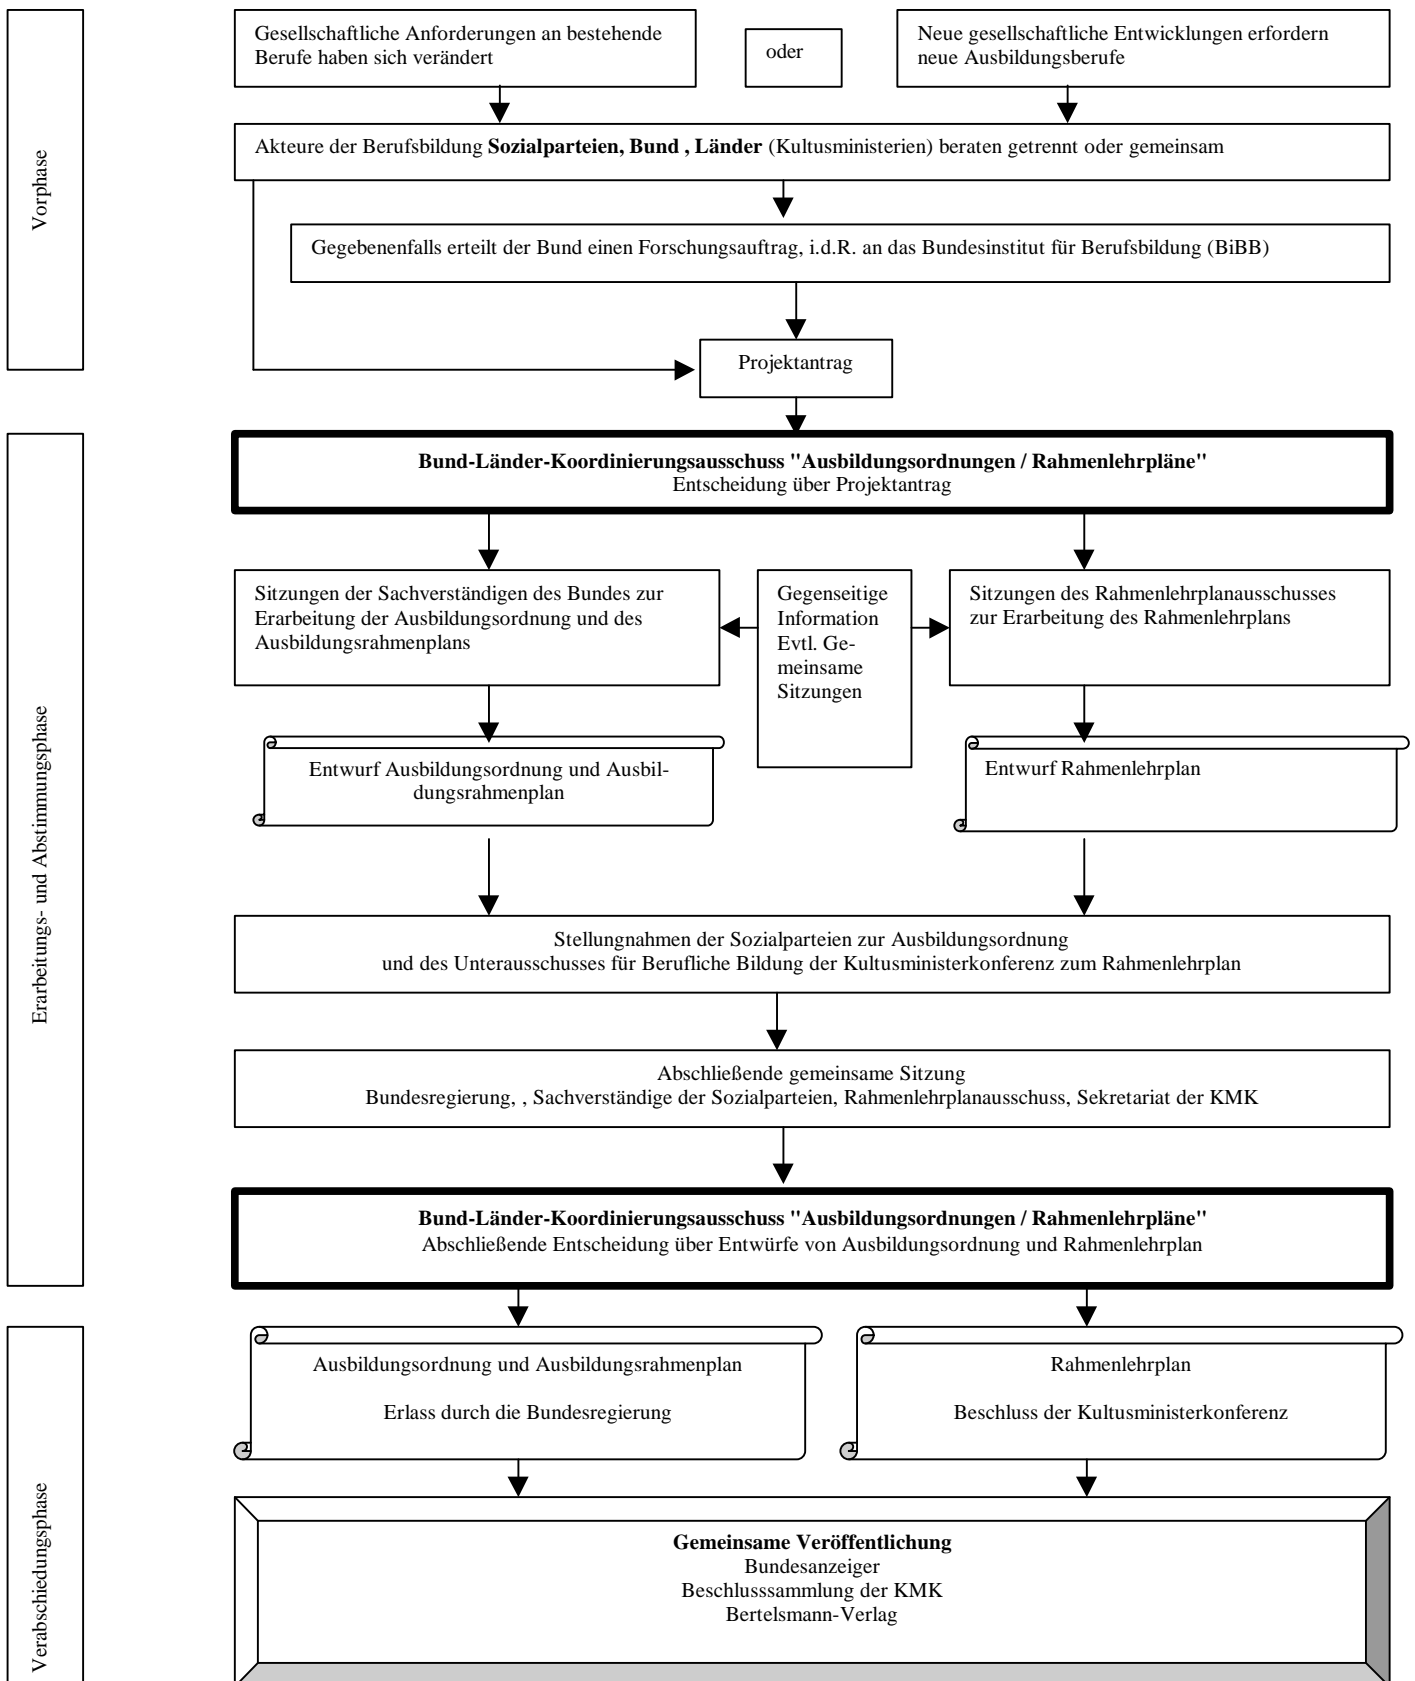 Vorphase
Gesellschaftliche Anforderungen an bestehende
Berufe haben sich verändert
oder
Neue gesellschaftliche Entwicklungen erfordern
neue Ausbildungsberufe
Akteure der Berufsbildung Sozialparteien, Bund , Länder (Kultusministerien) beraten getrennt oder gemeinsam
Gegebenenfalls erteilt der Bund einen Forschungsauftrag, i.d.R. an das Bundesinstitut für Berufsbildung (BiBB)
Projektantrag
Erarbeitungs- und Abstimmungsphase
Bund-Länder-Koordinierungsausschuss "Ausbildungsordnungen / Rahmenlehrpläne"
Entscheidung über Projektantrag
Sitzungen der Sachverständigen des Bundes zur
Erarbeitung der Ausbildungsordnung und des
Ausbildungsrahmenplans
Gegenseitige
Information
Evtl. Ge-
meinsame
Sitzungen
Sitzungen des Rahmenlehrplanausschusses
zur Erarbeitung des Rahmenlehrplans
Entwurf Ausbildungsordnung und Ausbil-
dungsrahmenplan
Entwurf Rahmenlehrplan
Stellungnahmen der Sozialparteien zur Ausbildungsordnung
und des Unterausschusses für Berufliche Bildung der Kultusministerkonferenz zum Rahmenlehrplan
Abschließende gemeinsame Sitzung
Bundesregierung, , Sachverständige der Sozialparteien, Rahmenlehrplanausschuss, Sekretariat der KMK
Bund-Länder-Koordinierungsausschuss "Ausbildungsordnungen / Rahmenlehrpläne"
Abschließende Entscheidung über Entwürfe von Ausbildungsordnung und Rahmenlehrplan
Verabschiedungsphase
Ausbildungsordnung und Ausbildungsrahmenplan
Erlass durch die Bundesregierung
Rahmenlehrplan
Beschluss der Kultusministerkonferenz
Gemeinsame Veröffentlichung
Bundesanzeiger
Beschlusssammlung der KMK
Bertelsmann-Verlag